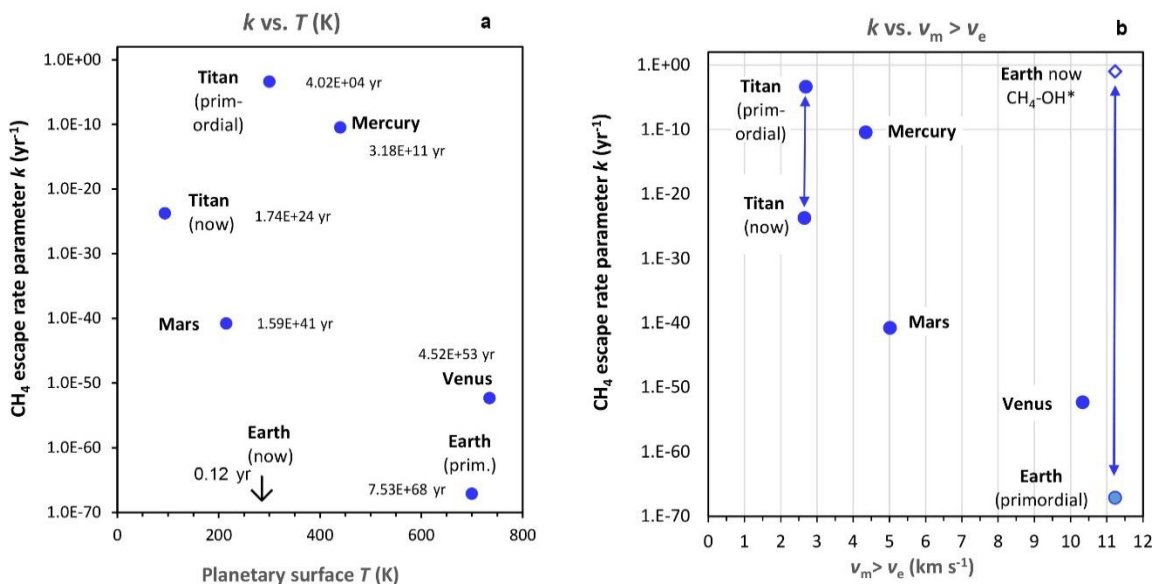 k vs. T (K)
a
1.0E+00
1.0E-10
1.0E-20
1.0E-30
1.0E-40
1.0E-50
1.0E-60
1.0E-70
CH₄ escape rate parameter k (yr⁻¹)
Titan
(prim-
ordial)
4.02E+04 yr
Mercury
3.18E+11 yr
Titan
(now)
1.74E+24 yr
Mars
1.59E+41 yr
4.52E+53 yr
Venus
Earth
(now)
0.12 yr
Earth
(prim.)
7.53E+68 yr
0 200 400 600 800
Planetary surface T (K)
k vs. vₘ > vₑ
b
1.E+00
1.E-10
1.E-20
1.E-30
1.E-40
1.E-50
1.E-60
1.E-70
CH₄ escape rate parameter k (yr⁻¹)
Titan
(prim-
ordial)
Earth now
CH₄-OH*
Mercury
Titan
(now)
Mars
Venus
Earth
(primordial)
0 1 2 3 4 5 6 7 8 9 10 11 12
vₘ> vₑ (km s⁻¹)